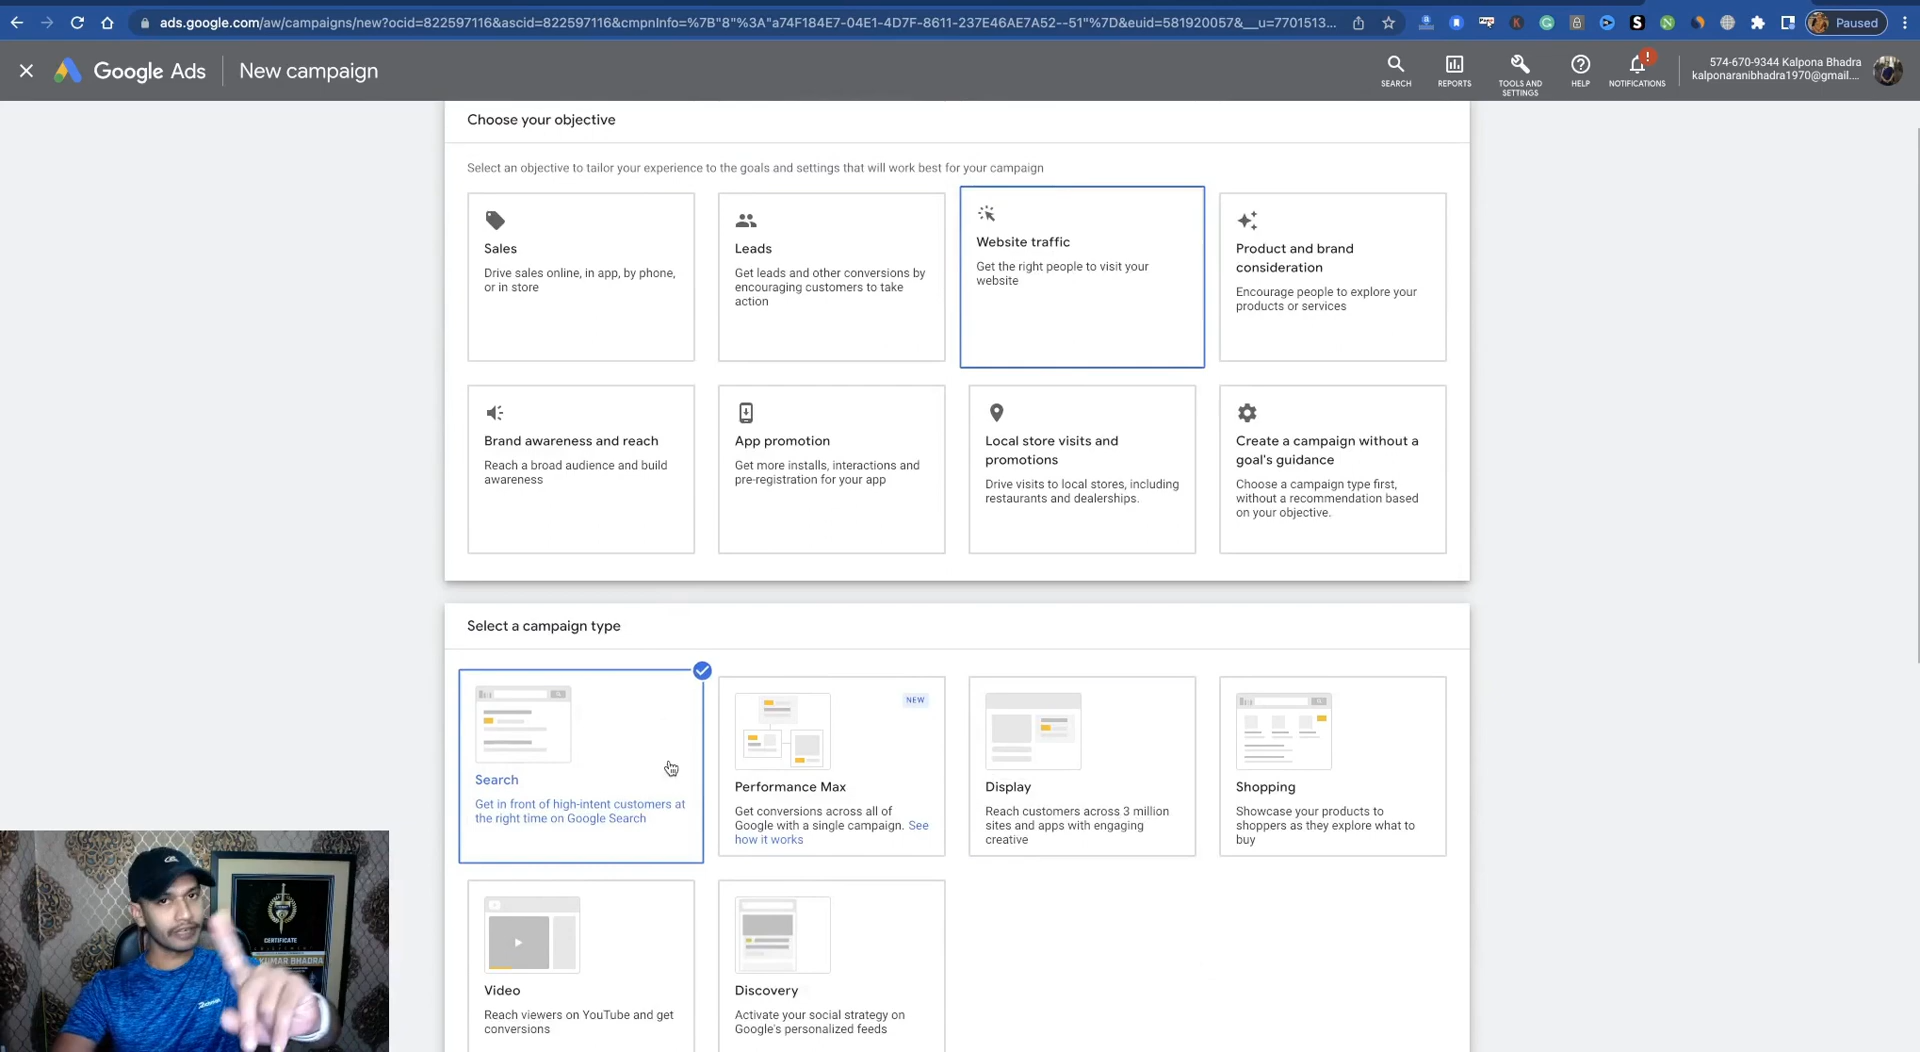 ads.google.com/aw/campaigns/new?ocid=822597116&ascid=822597116&cmpnInfo=%7B"8"%3A"a74F184E7-04E1-4D7F-8611-237E46AE7A52--51"%7D&euid=581920057&__u=7701513...
Paused
Google Ads
New campaign
SEARCH
REPORTS
TOOLS AND
SETTINGS
HELP
NOTIFICATIONS
574-670-9344 Kalpona Bhadra
kalponaranibhadra1970@gmail....
Choose your objective
Select an objective to tailor your experience to the goals and settings that will work best for your campaign
Sales
Drive sales online, in app, by phone,
or in store
Leads
Get leads and other conversions by
encouraging customers to take
action
Website traffic
Get the right people to visit your
website
Product and brand
consideration
Encourage people to explore your
products or services
Brand awareness and reach
Reach a broad audience and build
awareness
App promotion
Get more installs, interactions and
pre-registration for your app
Local store visits and
promotions
Drive visits to local stores, including
restaurants and dealerships.
Create a campaign without a
goal's guidance
Choose a campaign type first,
without a recommendation based
on your objective.
Select a campaign type
Search
Get in front of high-intent customers at
the right time on Google Search
NEW
Performance Max
Get conversions across all of
Google with a single campaign. See
how it works
Display
Reach customers across 3 million
sites and apps with engaging
creative
Shopping
Showcase your products to
shoppers as they explore what to
buy
Video
Reach viewers on YouTube and get
conversions
Discovery
Activate your social strategy on
Google's personalized feeds
CERTIFICATE
KUMAR BHADRA